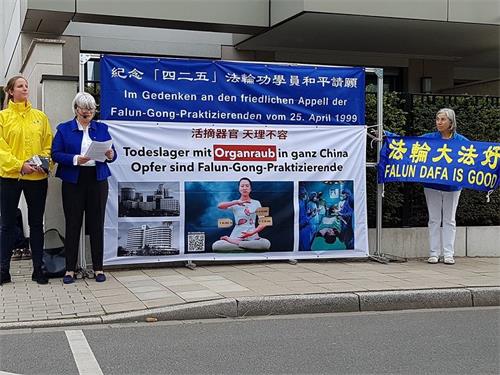 紀念「四二五」法輪功學員和平請願
Im Gedenken an den friedlichen Appell der
Falun-Gong-Praktizierenden vom 25. April 1999
活摘器官 天理不容
Todeslager mit Organraub in ganz China
Opfer sind Falun-Gong-Praktizierende
法輪大法好
FALUN DAFA IS GOOD